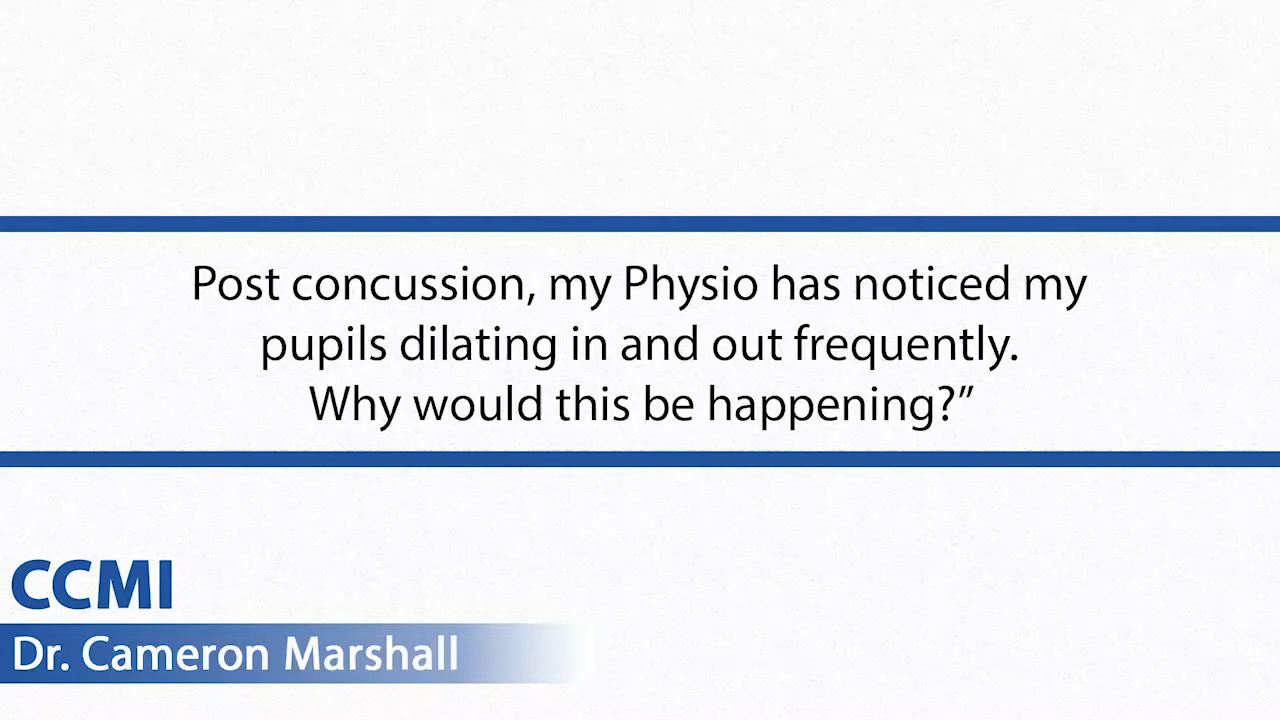 Post concussion, my Physio has noticed my
pupils dilating in and out frequently.
Why would this be happening?”
CCMI
Dr. Cameron Marshall